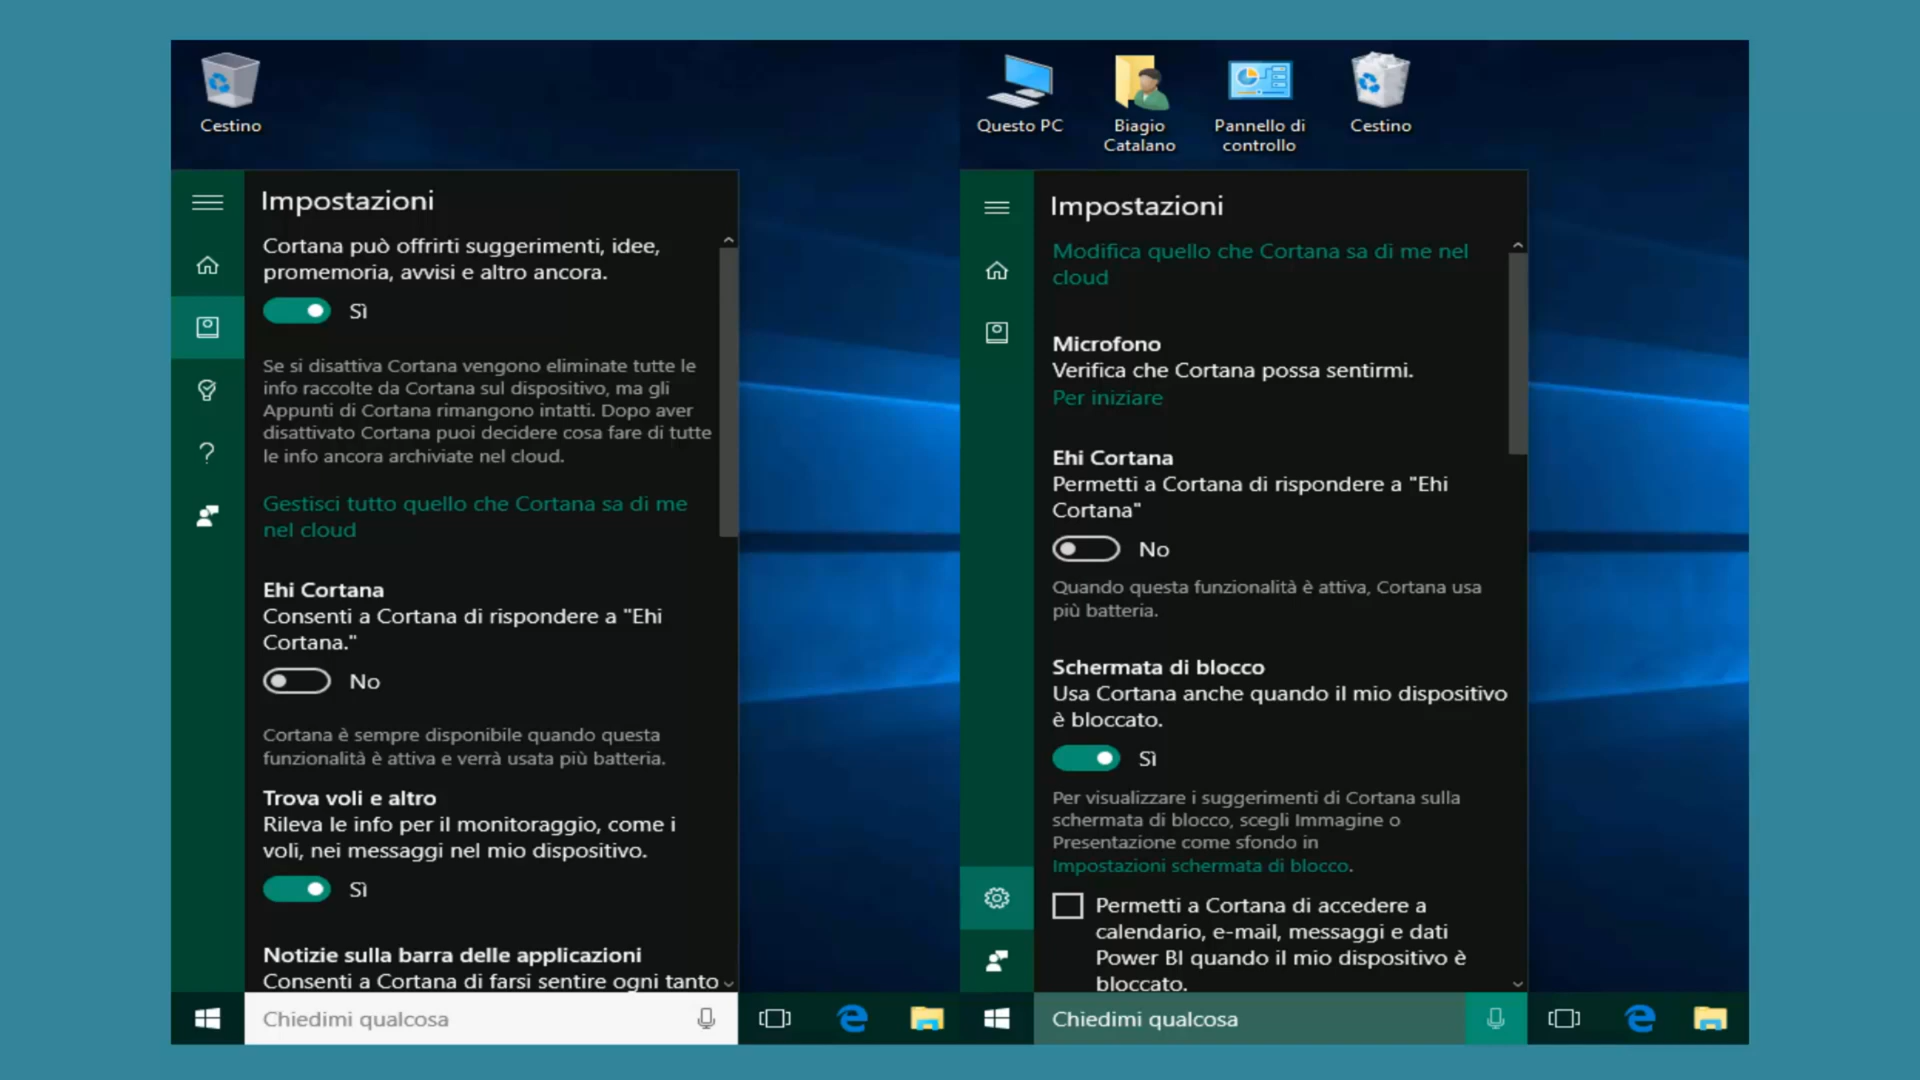 Cestino
Impostazioni
Cortana può offrirti suggerimenti, idee,
promemoria, avvisi e altro ancora.
Sì
Se si disattiva Cortana vengono eliminate tutte le
info raccolte da Cortana sul dispositivo, ma gli
Appunti di Cortana rimangono intatti. Dopo aver
disattivato Cortana puoi decidere cosa fare di tutte
le info ancora archiviate nel cloud.
Gestisci tutto quello che Cortana sa di me
nel cloud
Ehi Cortana
Consenti a Cortana di rispondere a "Ehi
Cortana."
No
Cortana è sempre disponibile quando questa
funzionalità è attiva e verrà usata più batteria.
Trova voli e altro
Rileva le info per il monitoraggio, come i
voli, nei messaggi nel mio dispositivo.
Sì
Notizie sulla barra delle applicazioni
Consenti a Cortana di farsi sentire ogni tanto
Chiedimi qualcosa
Questo PC
Biagio
Catalano
Pannello di
controllo
Cestino
Impostazioni
Modifica quello che Cortana sa di me nel
cloud
Microfono
Verifica che Cortana possa sentirmi.
Per iniziare
Ehi Cortana
Permetti a Cortana di rispondere a "Ehi
Cortana"
No
Quando questa funzionalità è attiva, Cortana usa
più batteria.
Schermata di blocco
Usa Cortana anche quando il mio dispositivo
è bloccato.
Sì
Per visualizzare i suggerimenti di Cortana sulla
schermata di blocco, scegli Immagine o
Presentazione come sfondo in
Impostazioni schermata di blocco.
Permetti a Cortana di accedere a
calendario, e-mail, messaggi e dati
Power BI quando il mio dispositivo è
bloccato.
Chiedimi qualcosa